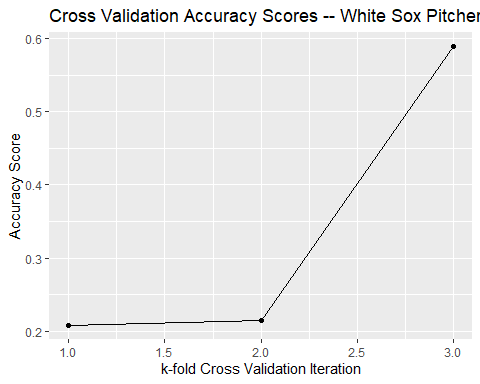 Cross Validation Accuracy Scores -- White Sox Pitcher
0.6
0.5
0.4
0.3
0.2
Accuracy Score
1.0 1.5 2.0 2.5 3.0
k-fold Cross Validation Iteration